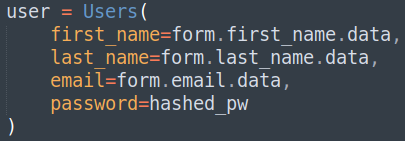 user = Users(
    first_name=form.first_name.data,
    last_name=form.last_name.data,
    email=form.email.data,
    password=hashed_pw
)